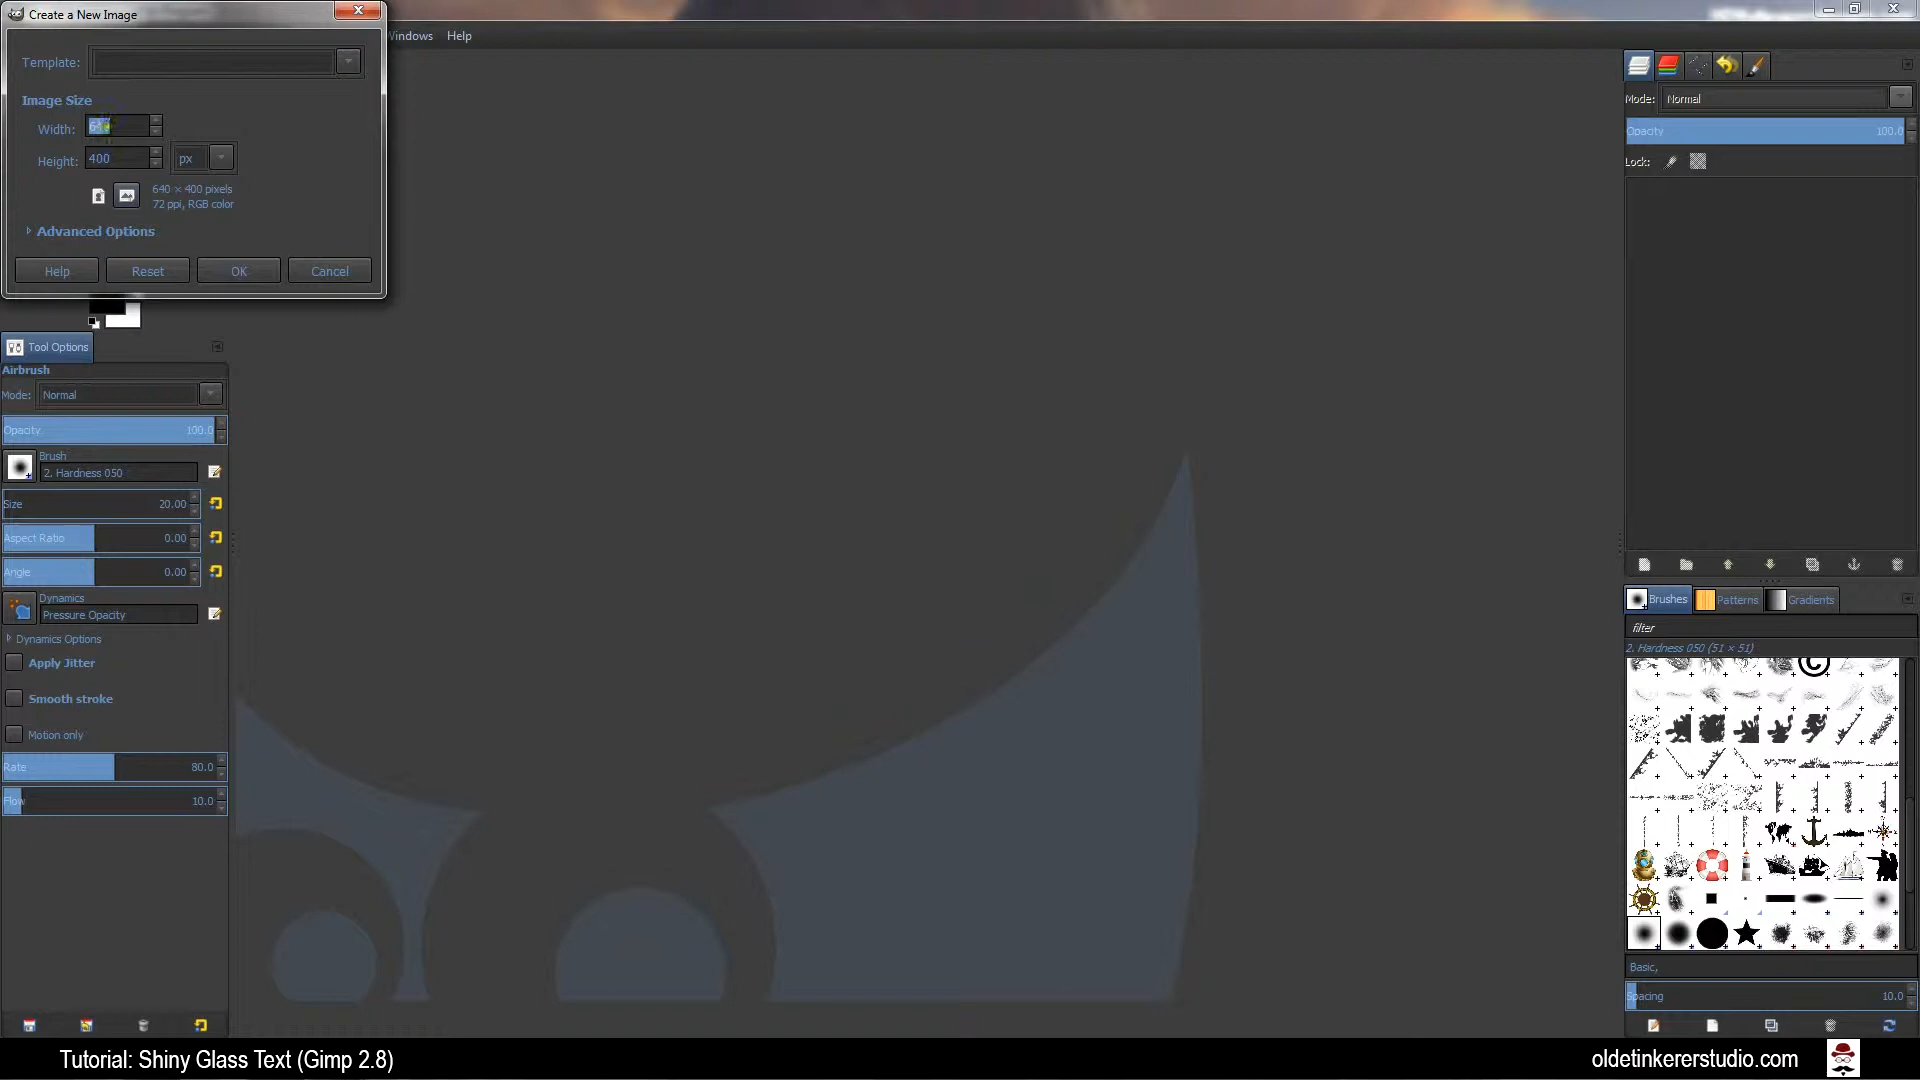 Create a New Image
Windows Help
Template:
Image Size
Width:
Height: 400 px
640 × 400 pixels
72 ppi, RGB color
Advanced Options
Help Reset OK Cancel
Tool Options
Airbrush
Mode: Normal
Opacity 100.0
Brush
2. Hardness 050
Size 20.00
Aspect Ratio 0.00
Angle 0.00
Dynamics
Pressure Opacity
Dynamics Options
Apply Jitter
Smooth stroke
Motion only
Rate 80.0
Flow 10.0
Mode: Normal
Opacity 100.0
Lock:
Brushes Patterns Gradients
filter
2. Hardness 050 (51 × 51)
Basic,
Spacing 10.0
Tutorial: Shiny Glass Text (Gimp 2.8)
oldetinkererstudio.com